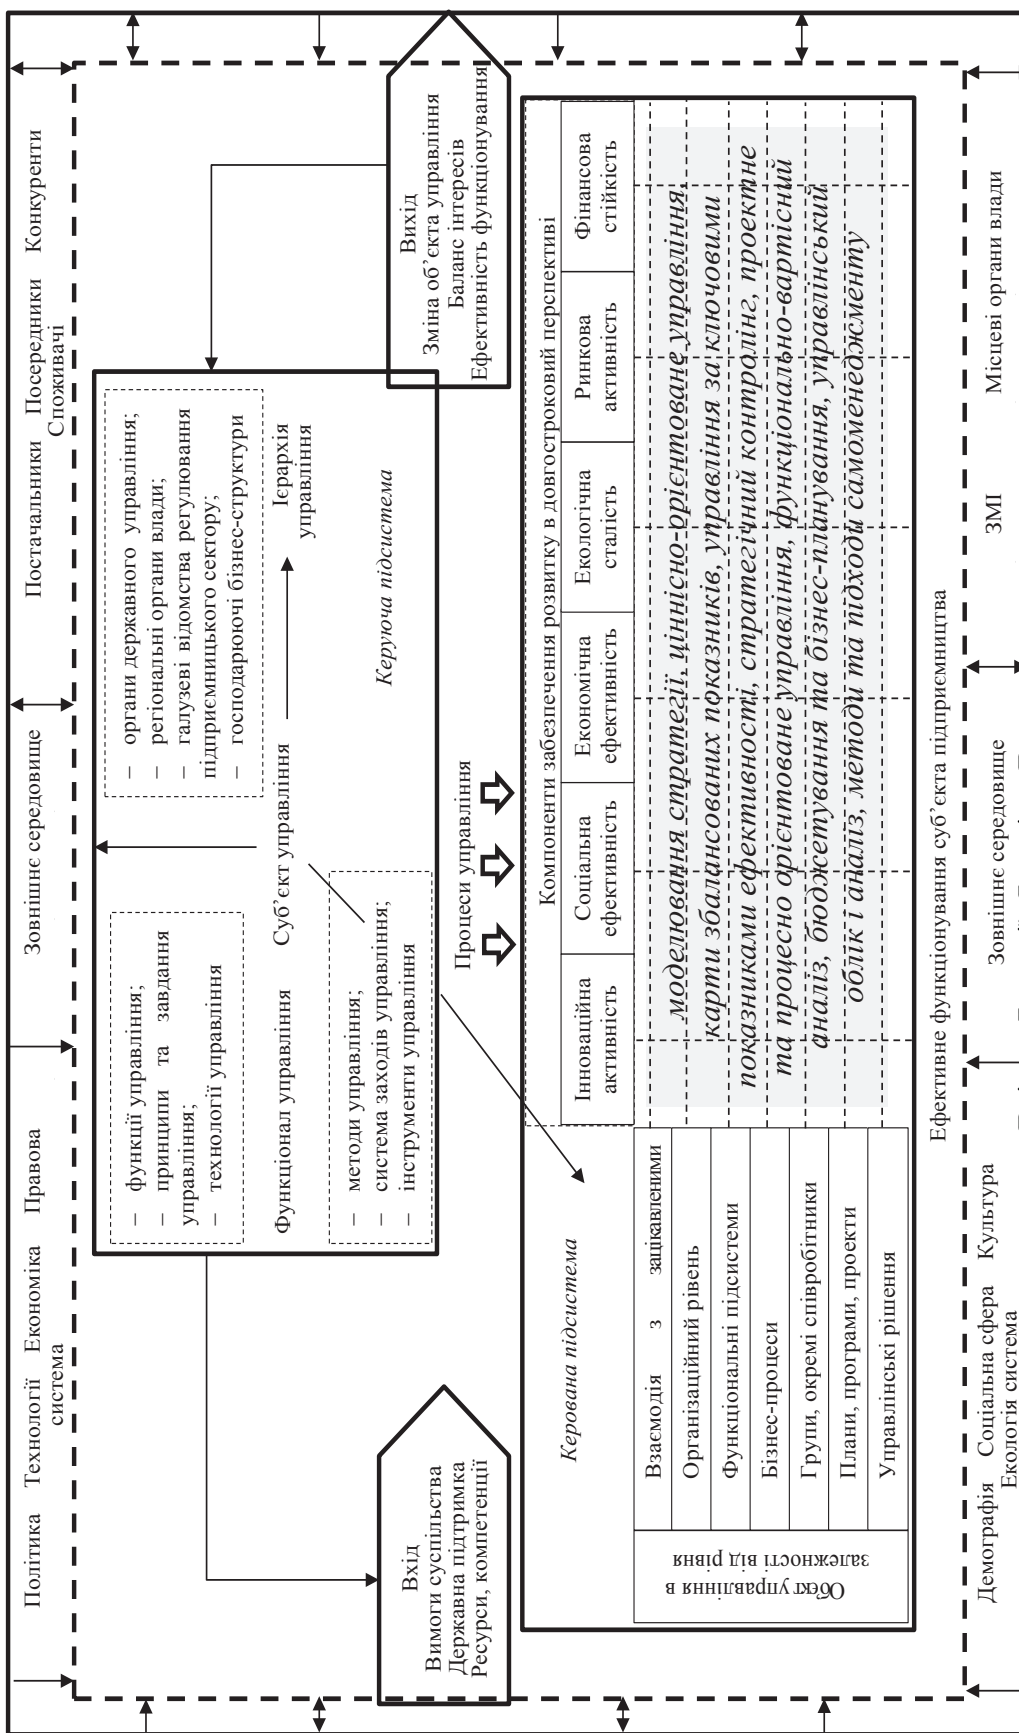 Політика Технології Економіка Правова
система
Зовнішнє середовище
Постачальники Посередники Конкуренти
Споживачі
– функції управління;
– принципи та завдання
управління;
– технології управління
Функціонал управління
– методи управління;
– система заходів управління;
– інструменти управління
Суб’єкт управління
– органи державного управління;
– регіональні органи влади;
– галузеві відомства регулювання
підприємницького сектору;
– господарюючі бізнес-структури
Ієрархія
управління
Керуюча підсистема
Вхід
Вимоги суспільства
Державна підтримка
Ресурси, компетенції
Процеси управління
Вихід
Зміна об’єкта управління
Баланс інтересів
Ефективність функціонування
Керована підсистема
Компоненти забезпечення розвитку в довгостроковий перспективі
Інноваційна
активність
Соціальна
ефективність
Економічна
ефективність
Екологічна
сталість
Ринкова
активність
Фінансова
стійкість
Об’єкт управління в
залежності від рівня
Взаємодія з зацікавленими
Організаційний рівень
Функціональні підсистеми
Бізнес-процеси
Групи, окремі співробітники
Плани, програми, проекти
Управлінські рішення
моделювання стратегії, ціннісно-орієнтоване управління,
карти збалансованих показників, управління за ключовими
показниками ефективності, стратегічний контролінг, проектне
та процесно орієнтоване управління, функціонально-вартісний
аналіз, бюджетування та бізнес-планування, управлінський
облік і аналіз, методи та підходи самоменеджменту
Ефективне функціонування суб’єкта підприємництва
Демографія Соціальна сфера Культура
Екологія система
Зовнішнє середовище
ЗМІ
Місцеві органи влади